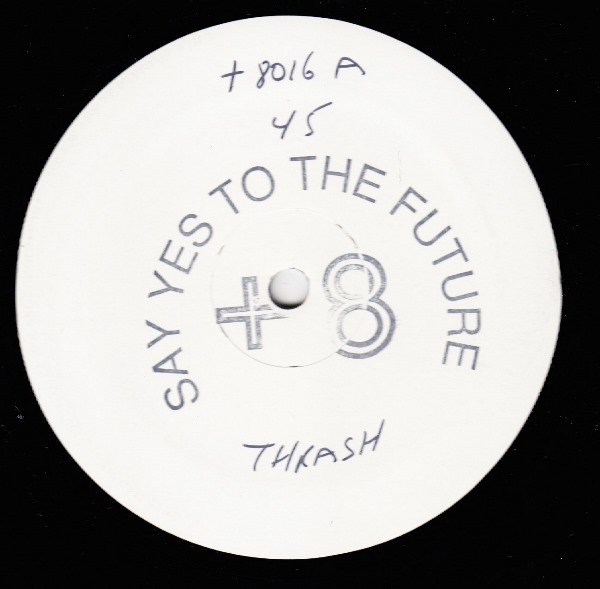 +8016 A
45
SAY YES TO THE FUTURE
+8
THRASH